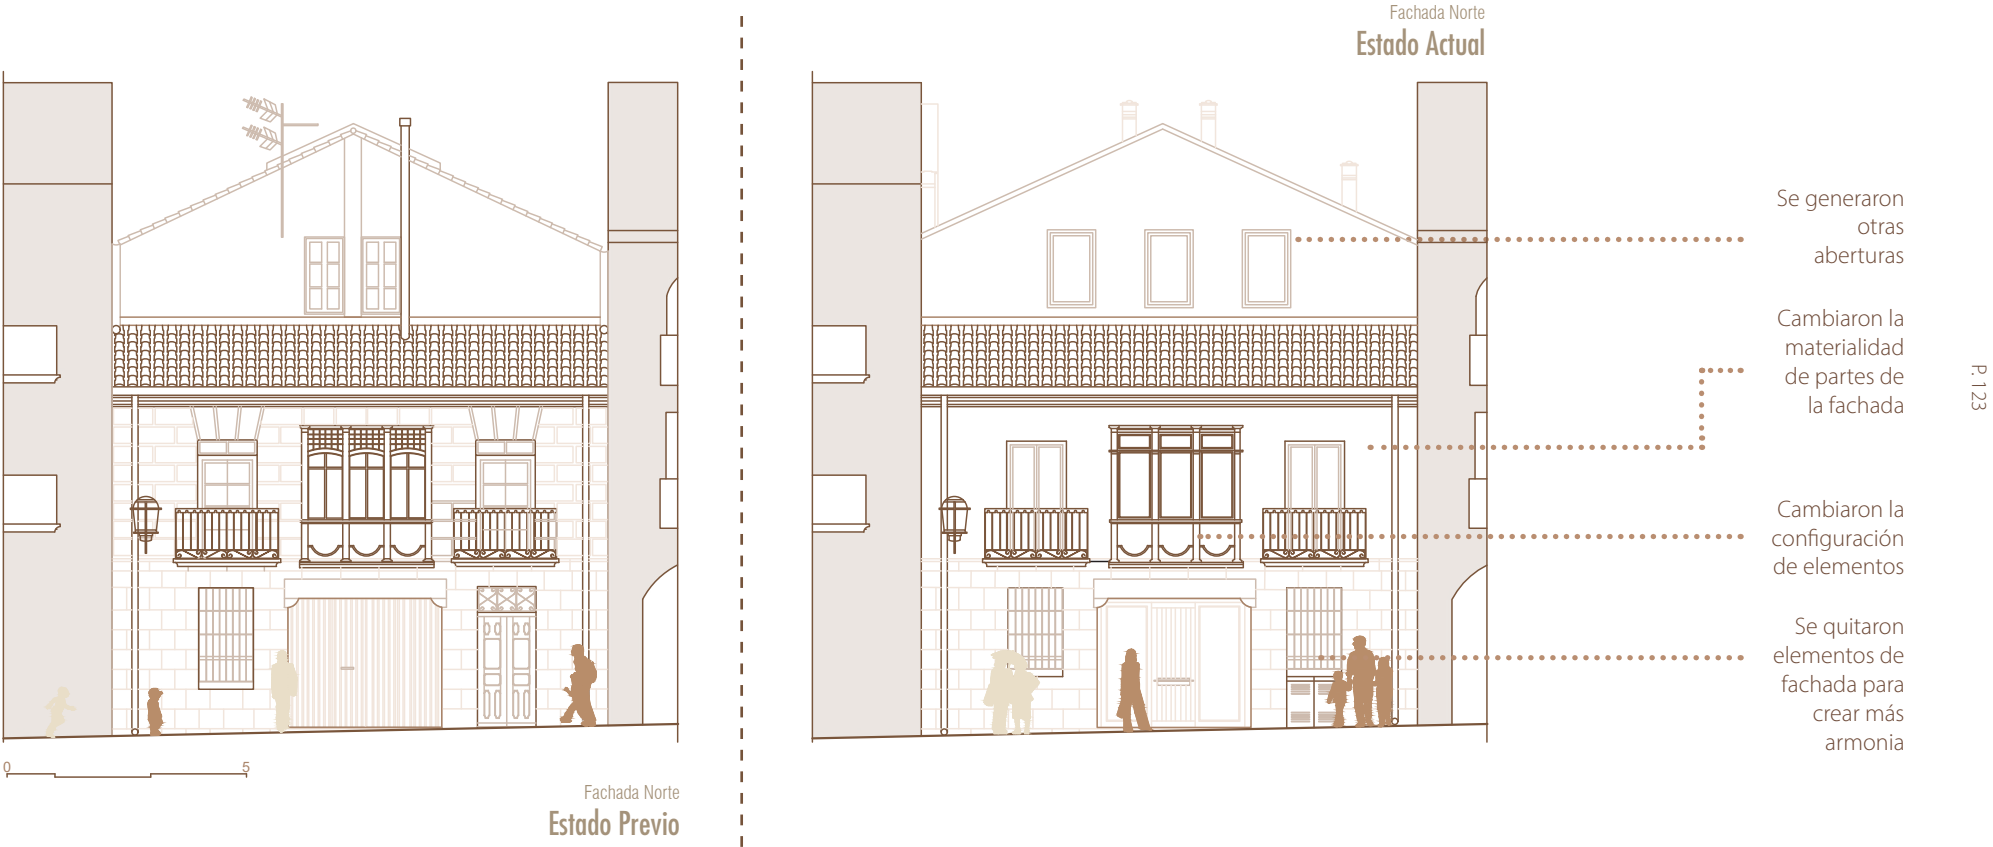 Fachada Norte
Estado Actual
Se generaron
otras
aberturas
Cambiaron la
materialidad
de partes de
la fachada
P. 123
Cambiaron la
configuración
de elementos
Se quitaron
elementos de
fachada para
crear más
armonia
0 5
Fachada Norte
Estado Previo